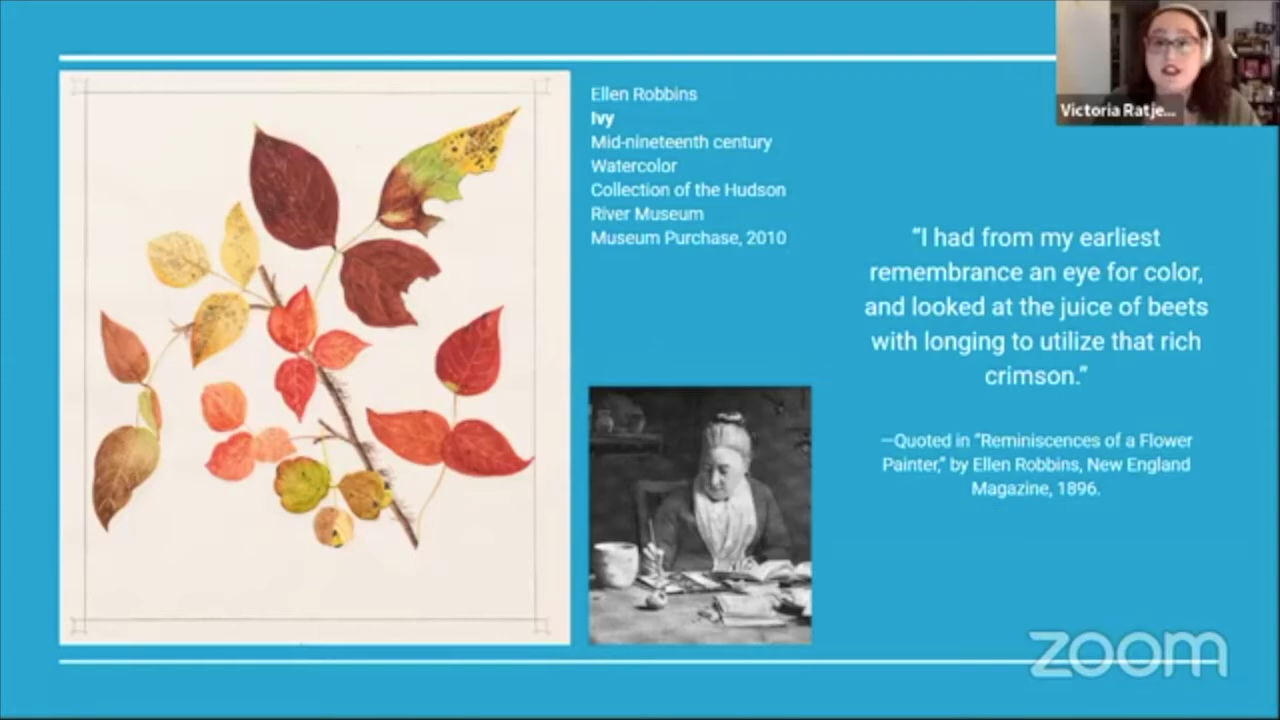 Ellen Robbins
Ivy
Mid-nineteenth century
Watercolor
Collection of the Hudson
River Museum
Museum Purchase, 2010
“I had from my earliest
remembrance an eye for color,
and looked at the juice of beets
with longing to utilize that rich
crimson.”
—Quoted in “Reminiscences of a Flower
Painter,” by Ellen Robbins, New England
Magazine, 1896.
Victoria Ratje...
zoom